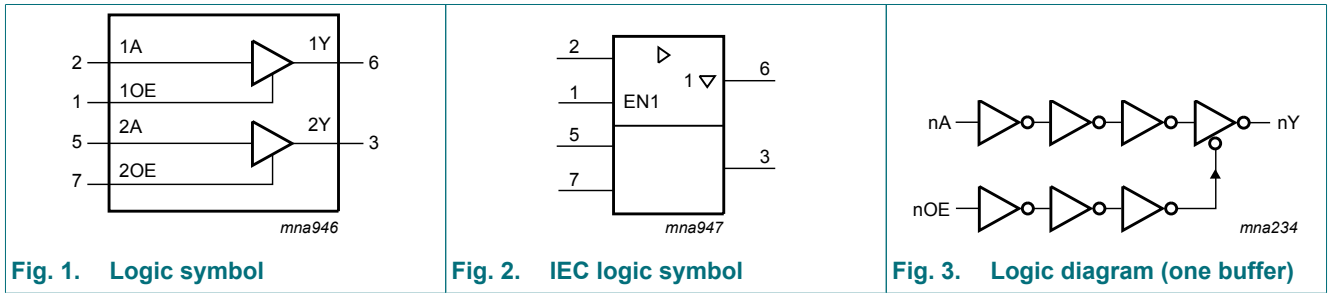 1A
1Y
2
6
1OE
1
2A
2Y
5
3
2OE
7
mna946
Fig. 1. Logic symbol
2
6
1
1
EN1
5
3
7
mna947
Fig. 2. IEC logic symbol
nA
nY
nOE
mna234
Fig. 3. Logic diagram (one buffer)